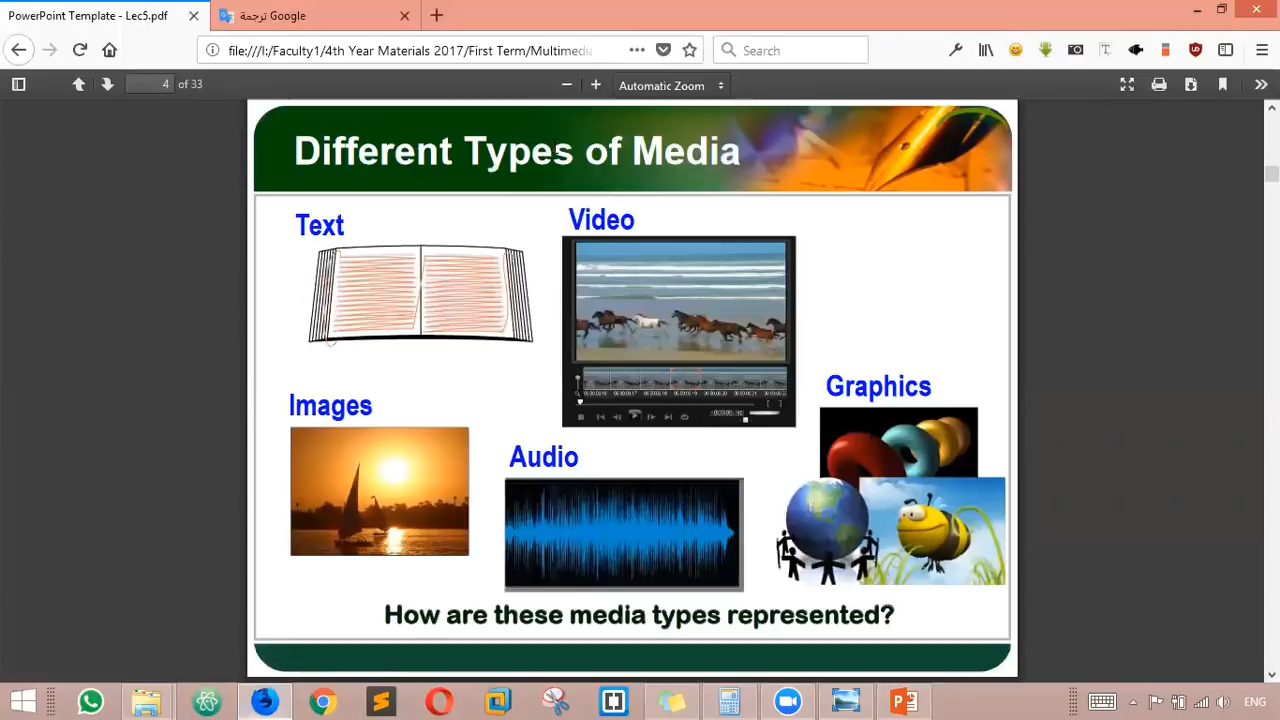 PowerPoint Template - Lec5.pdf
ترجمة Google
file:///I:/Faculty1/4th Year Materials 2017/First Term/Multimedia
Search
4 of 33
Automatic Zoom
Different Types of Media
Text
Video
Graphics
Images
Audio
How are these media types represented?
ENG